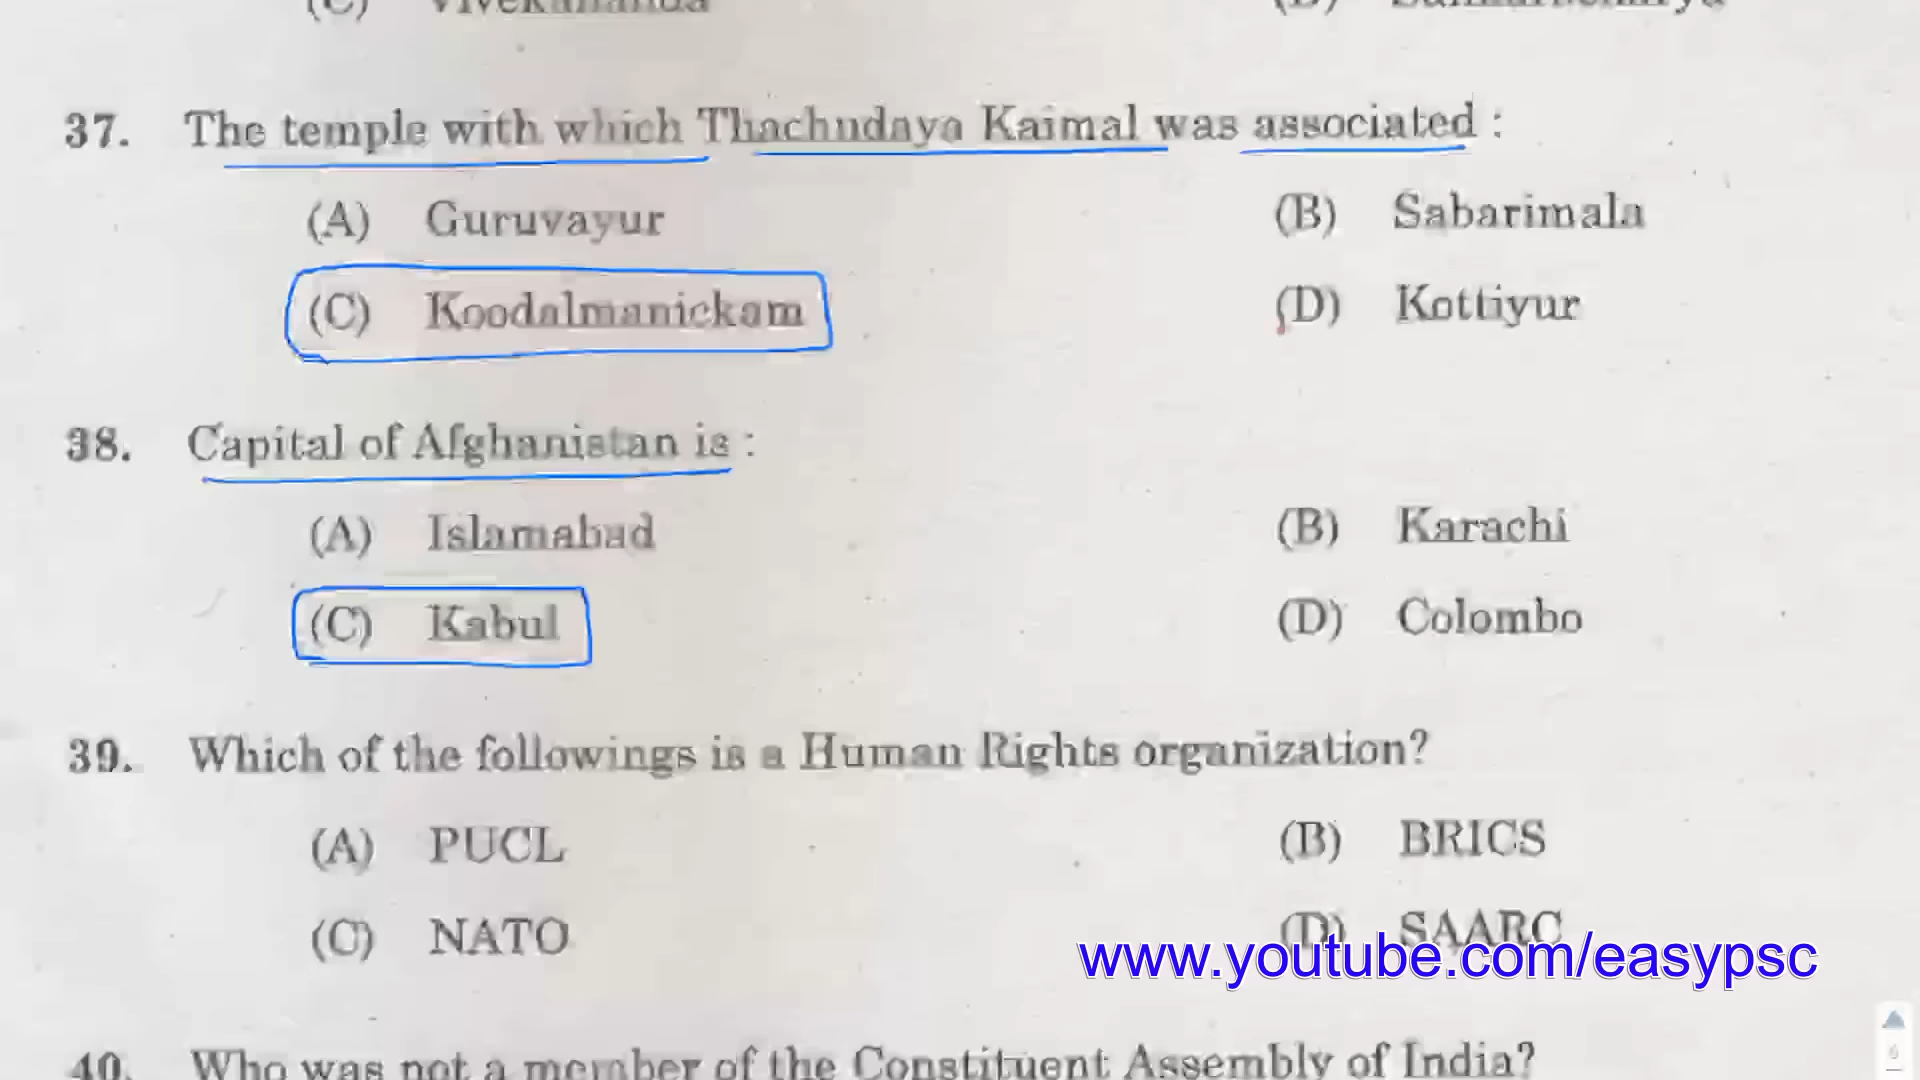 (C) Vivekananda
37. The temple with which Thachudaya Kaimal was associated :
(A) Guruvayur (B) Sabarimala
(C) Koodalmanickam (D) Kottiyur
38. Capital of Afghanistan is :
(A) Islamabad (B) Karachi
(C) Kabul (D) Colombo
39. Which of the followings is a Human Rights organization?
(A) PUCL (B) BRICS
(C) NATO (D) SAARC
www.youtube.com/easypsc
40. Who was not a member of the Constituent Assembly of India?
6